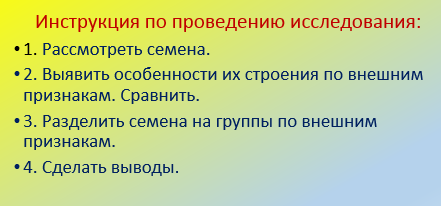 Инструкция по проведению исследования:
• 1. Рассмотреть семена.
• 2. Выявить особенности их строения по внешним
признакам. Сравнить.
• 3. Разделить семена на группы по внешним
признакам.
• 4. Сделать выводы.